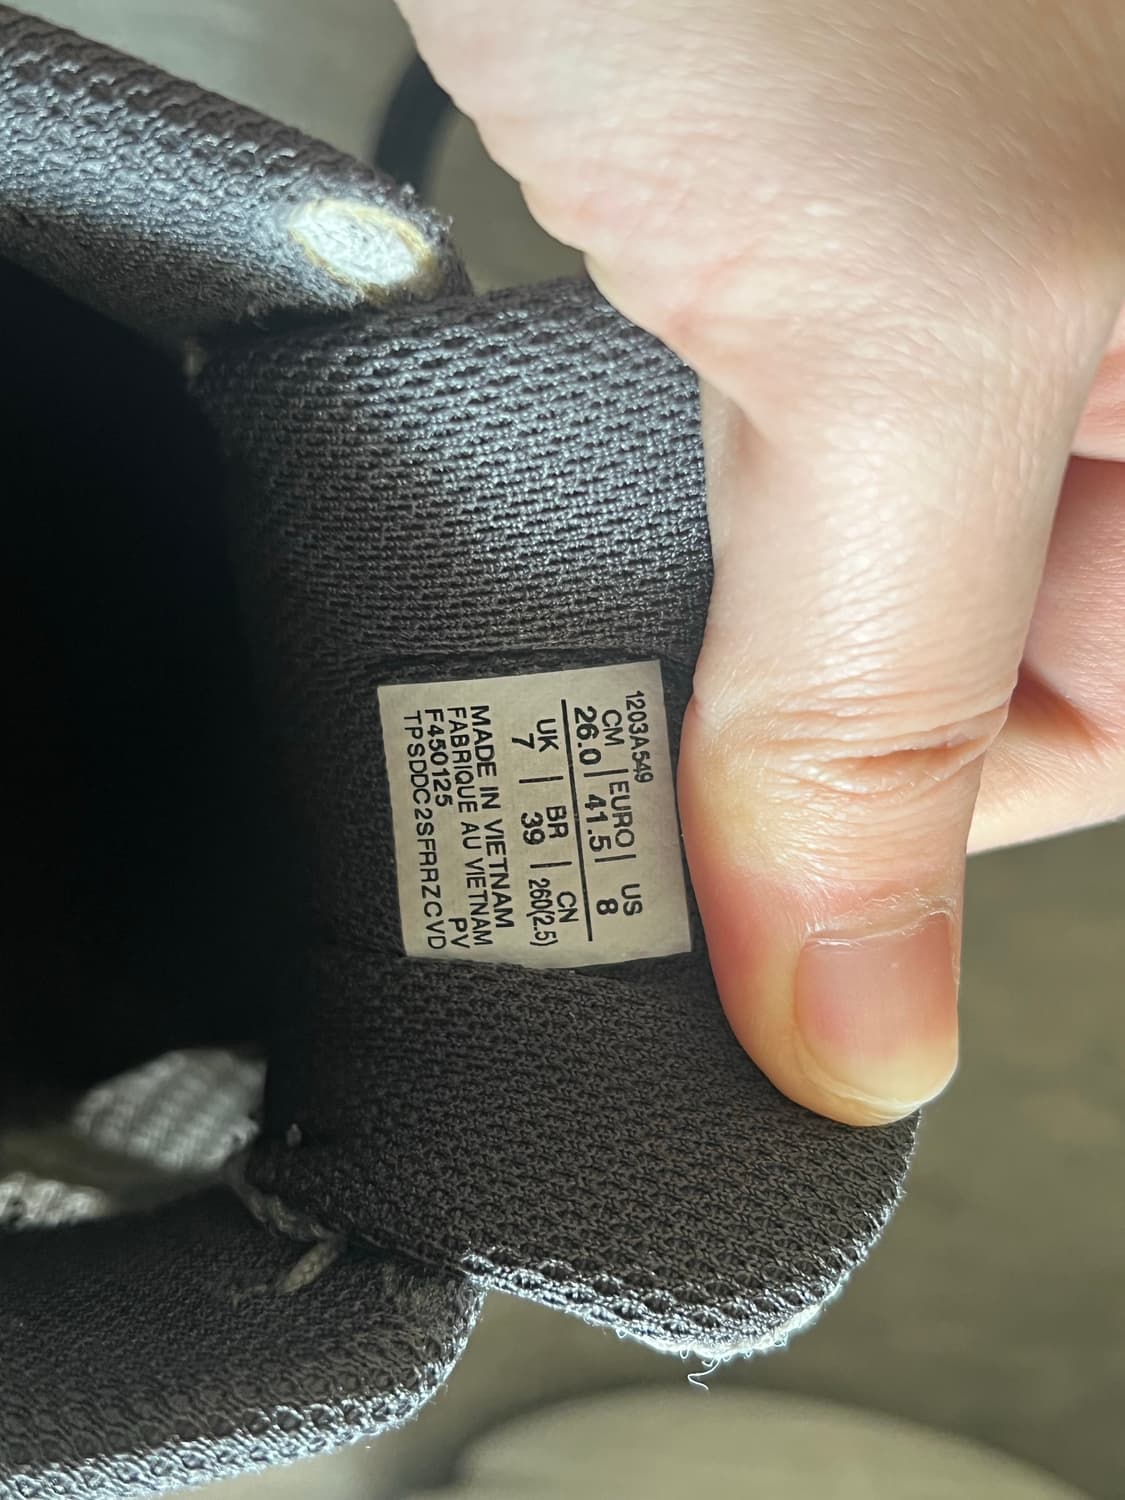 1203A549
CM | EURO | US
26.0 | 41.5 | 8
UK | BR | CN
7 | 39 | 260(2.5)
MADE IN VIETNAM
FABRIQUE AU VIETNAM
F450125 PV
TPSDDC2SFRRZCVD